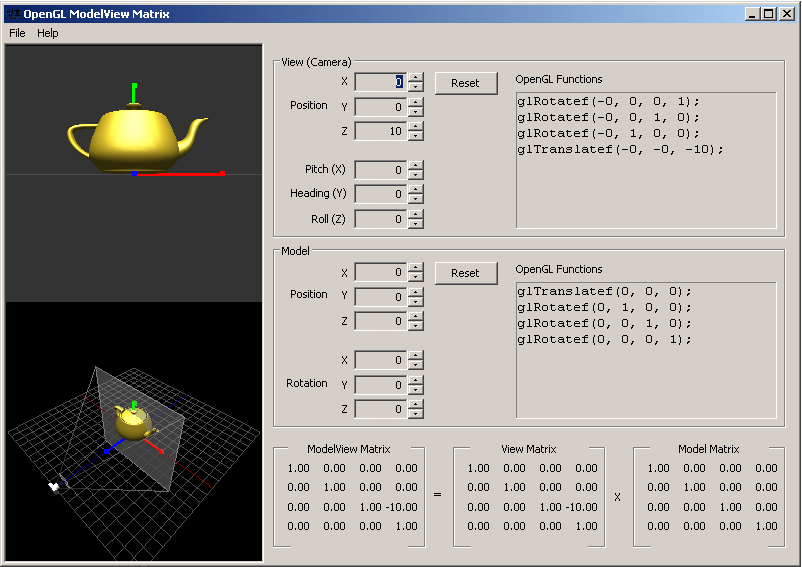 OpenGL ModelView Matrix
File Help
View (Camera)
X 0 Reset OpenGL Functions
Position Y 0
Z 10
Pitch (X) 0
Heading (Y) 0
Roll (Z) 0
glRotatef(-0, 0, 0, 1);
glRotatef(-0, 0, 1, 0);
glRotatef(-0, 1, 0, 0);
glTranslatef(-0, -0, -10);
Model
X 0 Reset OpenGL Functions
Position Y 0
Z 0
X 0
Rotation Y 0
Z 0
glTranslatef(0, 0, 0);
glRotatef(0, 1, 0, 0);
glRotatef(0, 0, 1, 0);
glRotatef(0, 0, 0, 1);
ModelView Matrix
1.00 0.00 0.00 0.00
0.00 1.00 0.00 0.00
0.00 0.00 1.00 -10.00
0.00 0.00 0.00 1.00
=
View Matrix
1.00 0.00 0.00 0.00
0.00 1.00 0.00 0.00
0.00 0.00 1.00 -10.00
0.00 0.00 0.00 1.00
X
Model Matrix
1.00 0.00 0.00 0.00
0.00 1.00 0.00 0.00
0.00 0.00 1.00 0.00
0.00 0.00 0.00 1.00